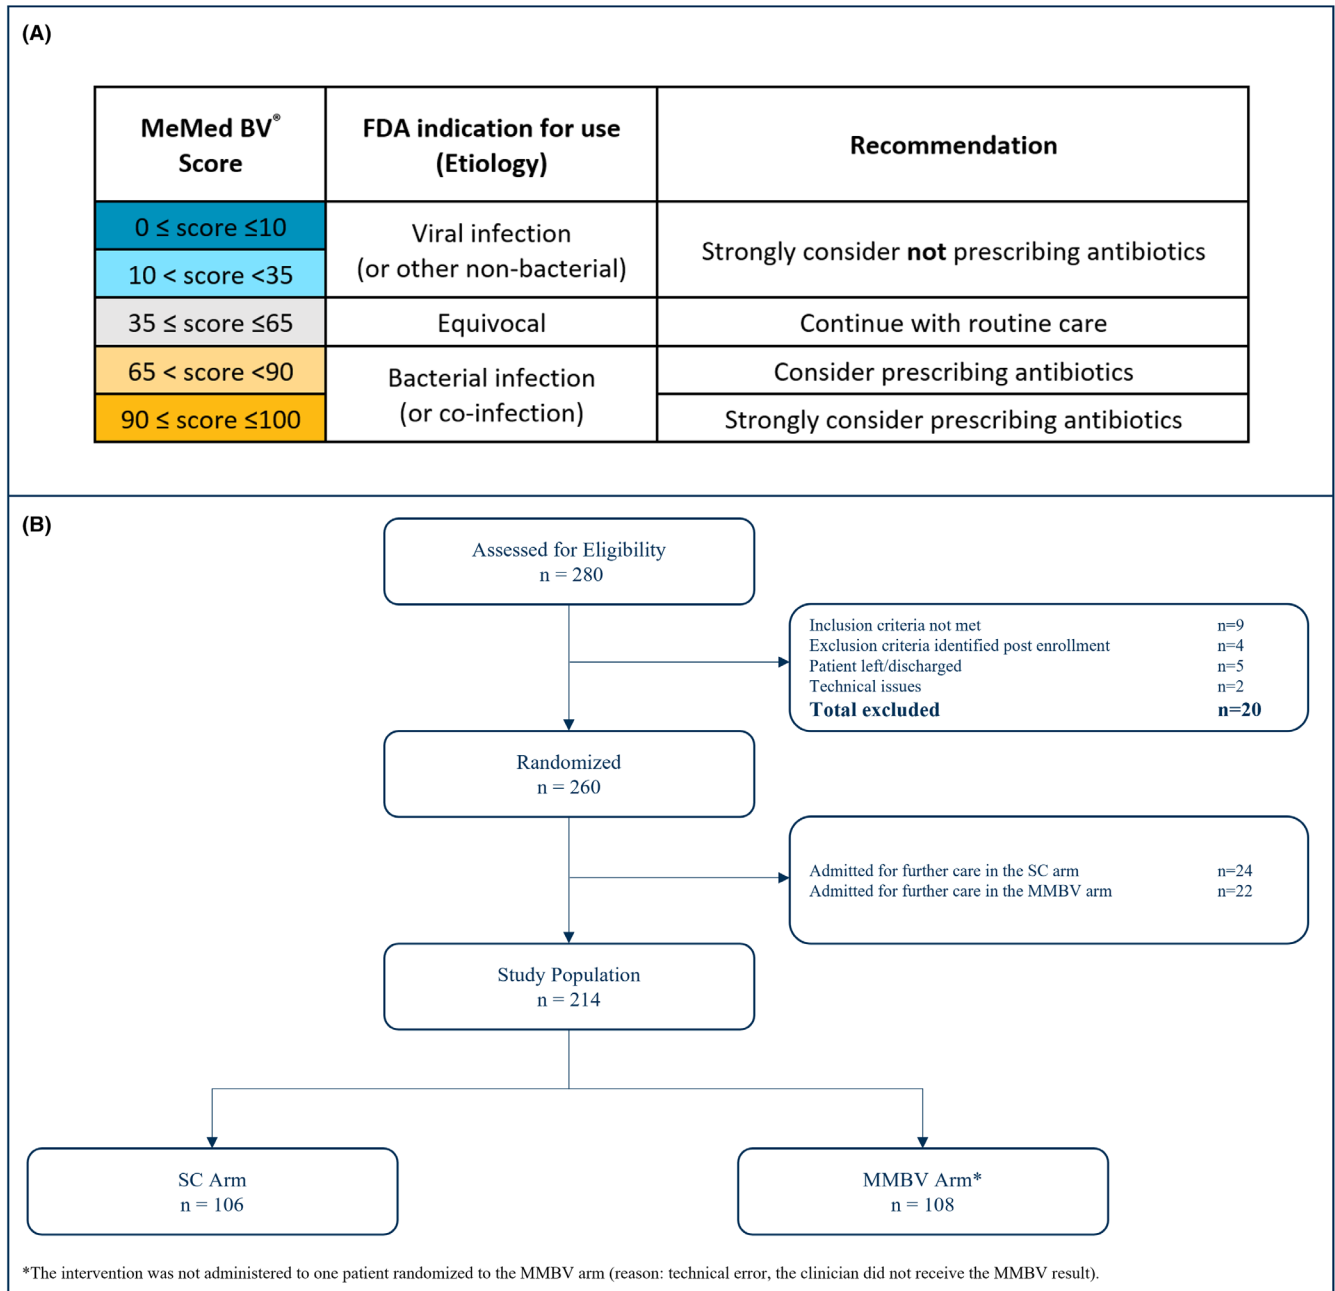 (A)
MeMed BV® Score
FDA indication for use (Etiology)
Recommendation
0 ≤ score ≤10
10 < score <35
Viral infection
(or other non-bacterial)
Strongly consider not prescribing antibiotics
35 ≤ score ≤65
Equivocal
Continue with routine care
65 < score <90
90 ≤ score ≤100
Bacterial infection
(or co-infection)
Consider prescribing antibiotics
Strongly consider prescribing antibiotics
(B)
Assessed for Eligibility
n = 280
Inclusion criteria not met n=9
Exclusion criteria identified post enrollment n=4
Patient left/discharged n=5
Technical issues n=2
Total excluded n=20
Randomized
n = 260
Admitted for further care in the SC arm n=24
Admitted for further care in the MMBV arm n=22
Study Population
n = 214
SC Arm
n = 106
MMBV Arm*
n = 108
*The intervention was not administered to one patient randomized to the MMBV arm (reason: technical error, the clinician did not receive the MMBV result).